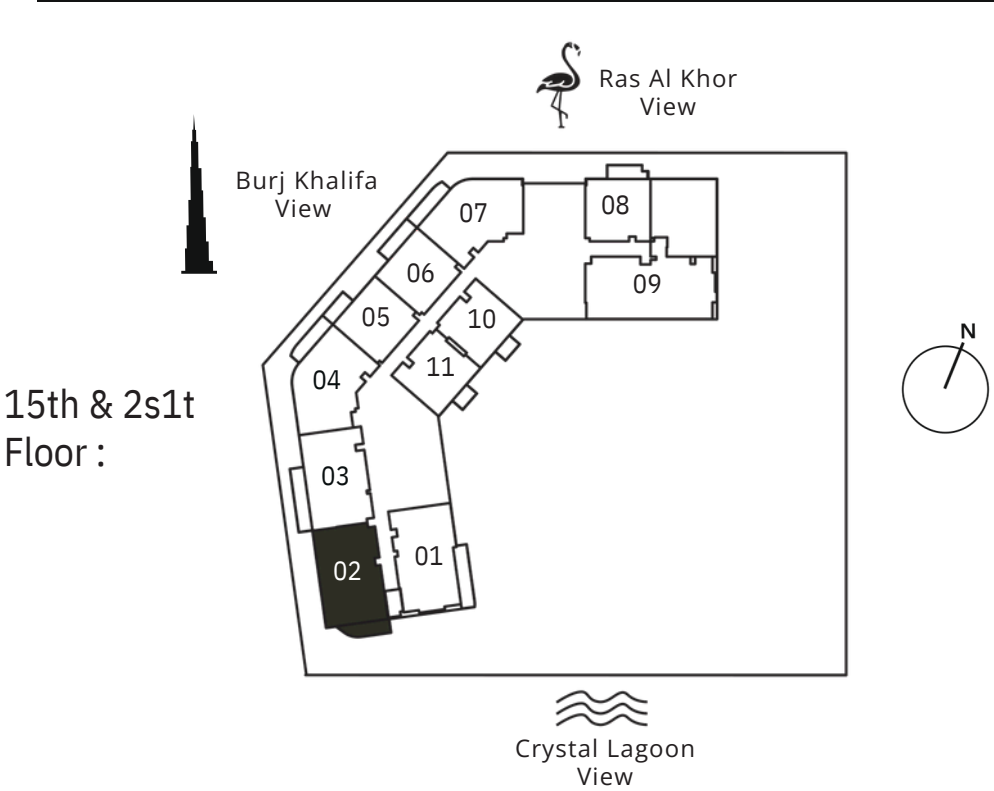 Ras Al Khor
View
Burj Khalifa
View
07
08
06
09
05
10
11
04
N
15th & 2s1t
Floor :
03
02
01
Crystal Lagoon
View